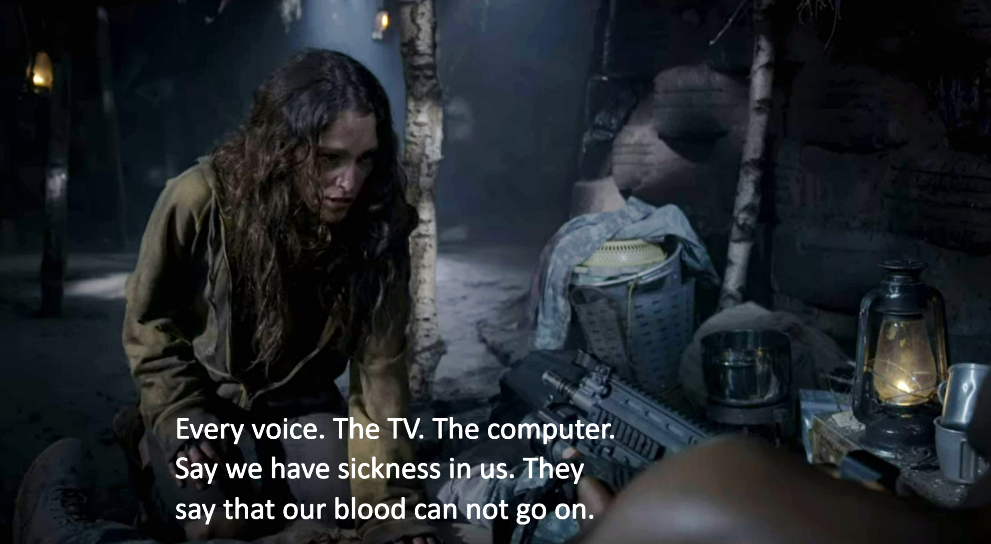 Every voice. The TV. The computer.
Say we have sickness in us. They
say that our blood can not go on.